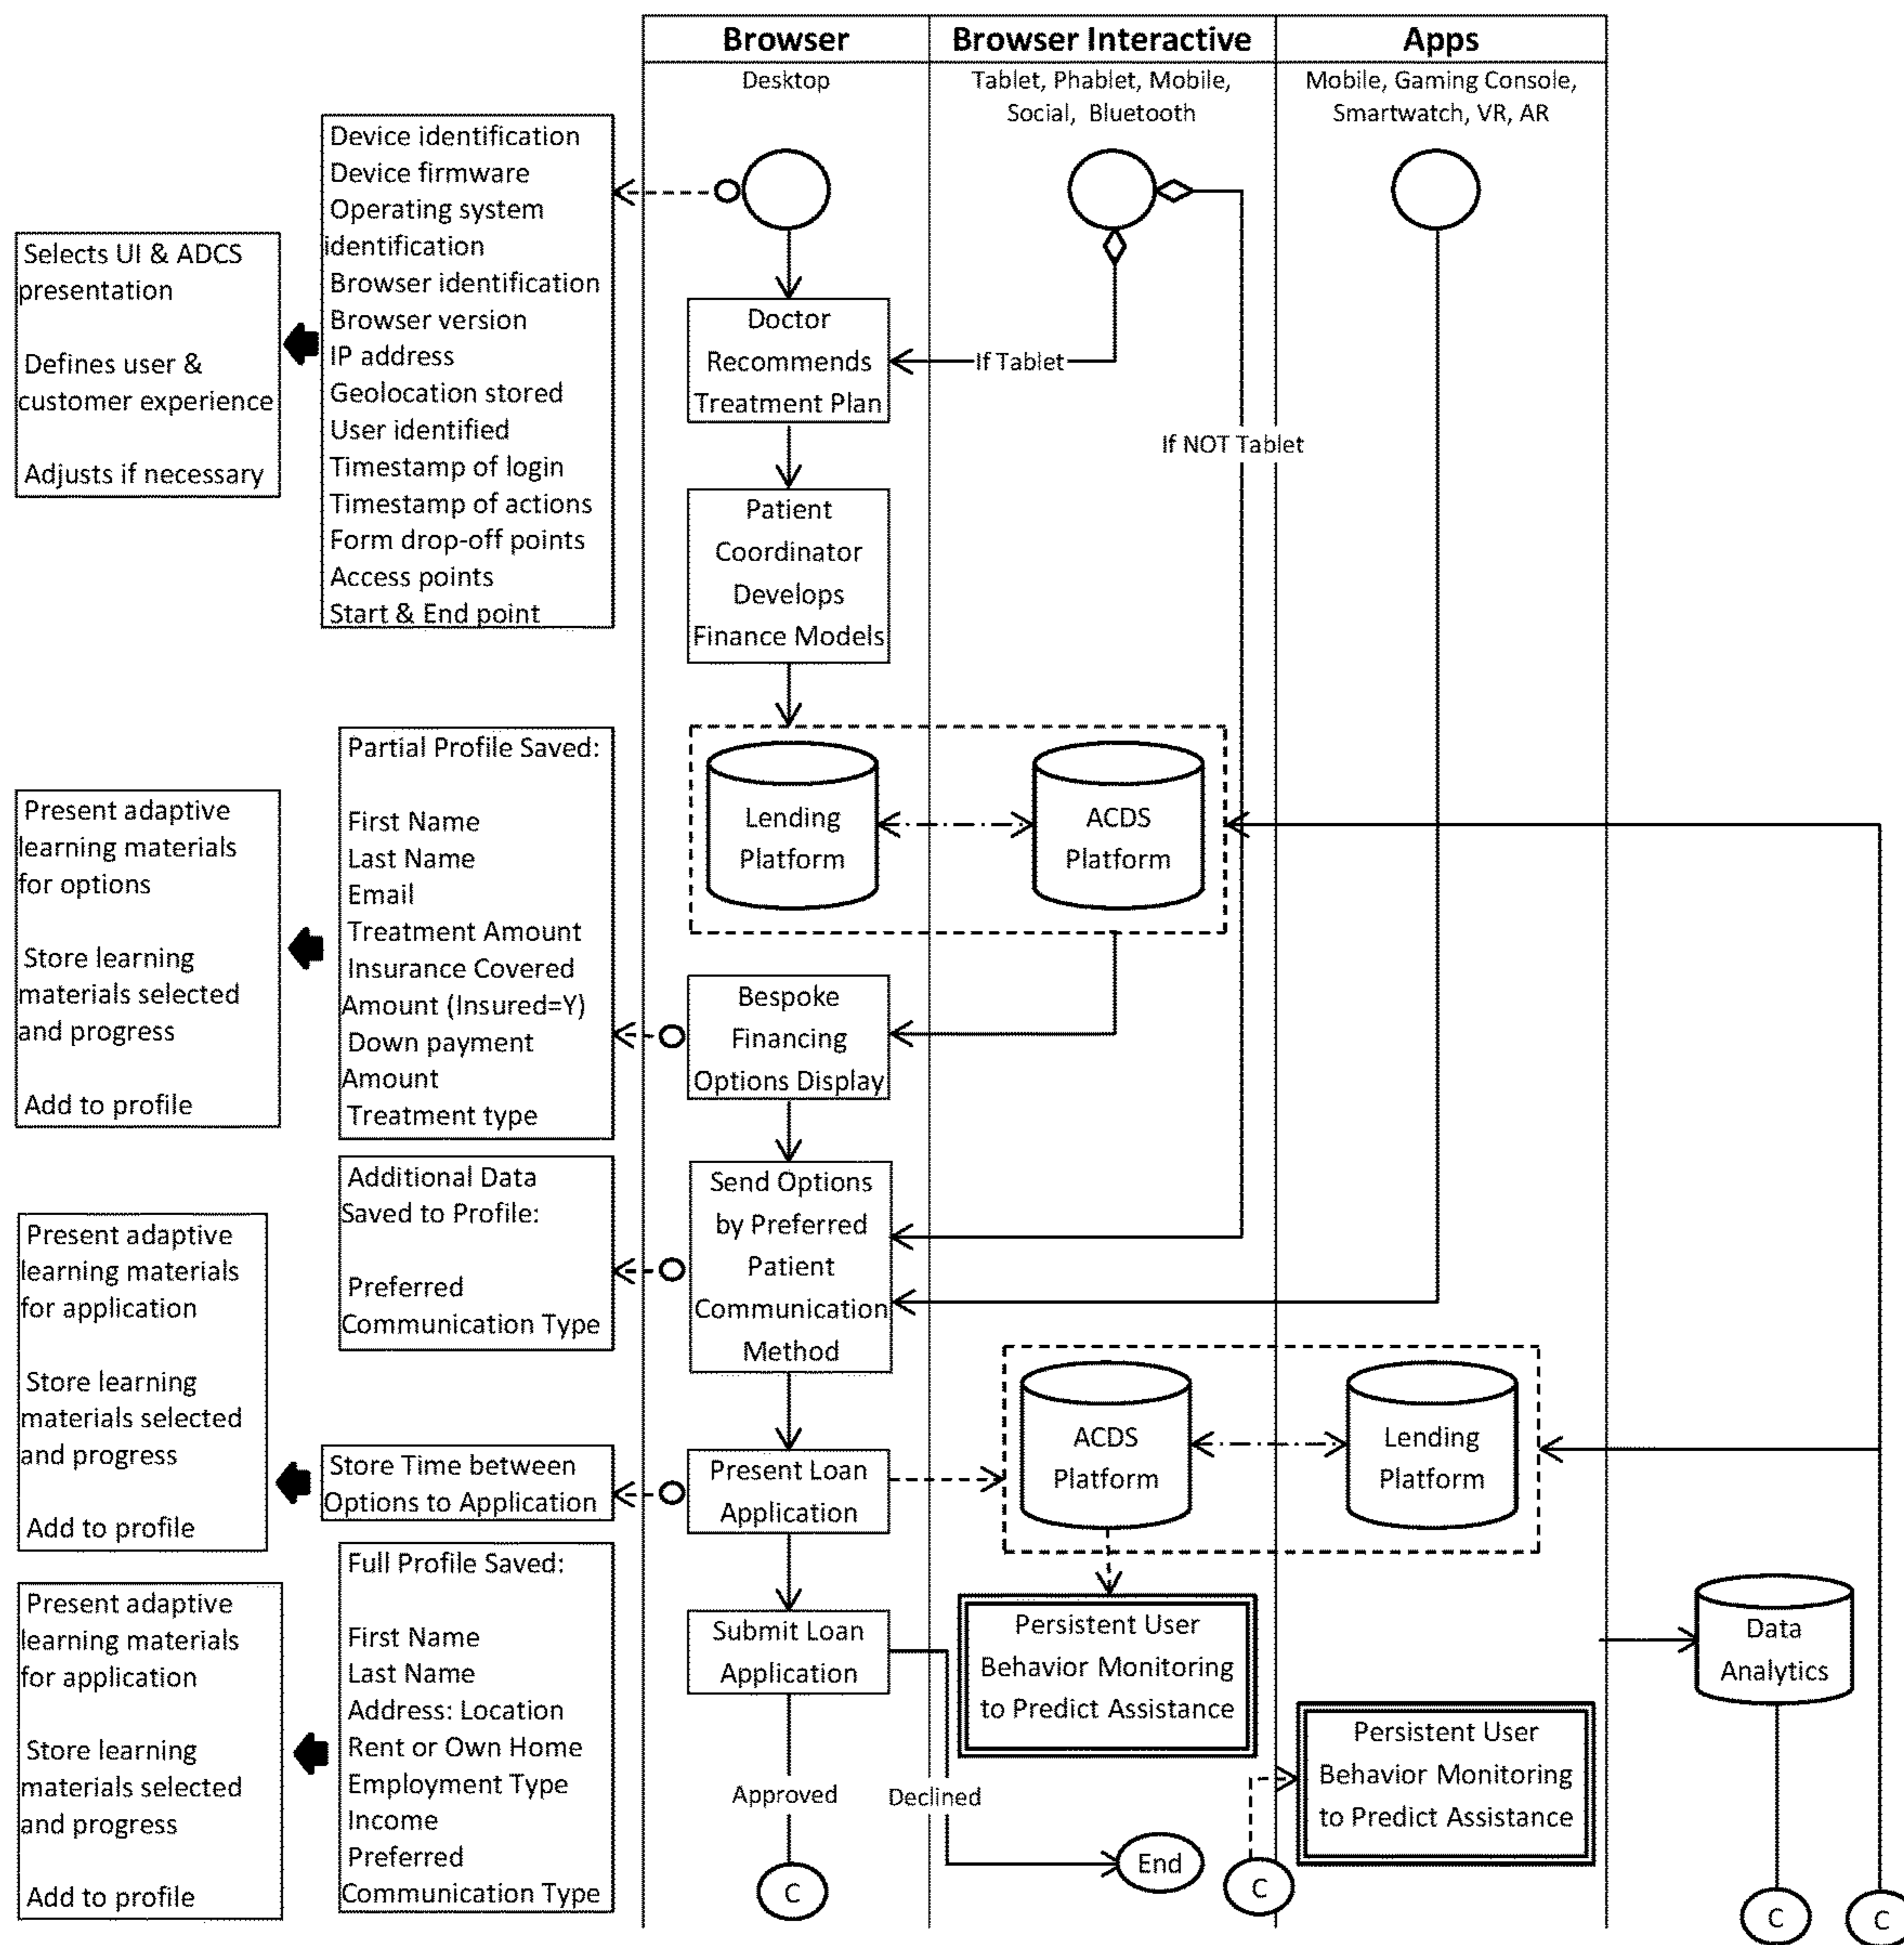 Browser
Browser Interactive
Apps
Desktop
Tablet, Phablet, Mobile,
Social, Bluetooth
Mobile, Gaming Console,
Smartwatch, VR, AR
Device identification
Device firmware
Operating system
identification
Browser identification
Browser version
IP address
Geolocation stored
User identified
Timestamp of login
Timestamp of actions
Form drop-off points
Access points
Start & End point
Selects UI & ADCS
presentation
Defines user &
customer experience
Adjusts if necessary
Doctor
Recommends
Treatment Plan
If Tablet
If NOT Tablet
Patient
Coordinator
Develops
Finance Models
Lending
Platform
ACDS
Platform
Partial Profile Saved:
First Name
Last Name
Email
Treatment Amount
Insurance Covered
Amount (Insured=Y)
Down payment
Amount
Treatment type
Present adaptive
learning materials
for options
Store learning
materials selected
and progress
Add to profile
Bespoke
Financing
Options Display
Additional Data
Saved to Profile:
Preferred
Communication Type
Send Options
by Preferred
Patient
Communication
Method
Present adaptive
learning materials
for application
Store learning
materials selected
and progress
Add to profile
Store Time between
Options to Application
Present Loan
Application
ACDS
Platform
Lending
Platform
Full Profile Saved:
First Name
Last Name
Address: Location
Rent or Own Home
Employment Type
Income
Preferred
Communication Type
Present adaptive
learning materials
for application
Store learning
materials selected
and progress
Add to profile
Submit Loan
Application
Persistent User
Behavior Monitoring
to Predict Assistance
Data
Analytics
Persistent User
Behavior Monitoring
to Predict Assistance
Approved
Declined
End
C
C
C
C